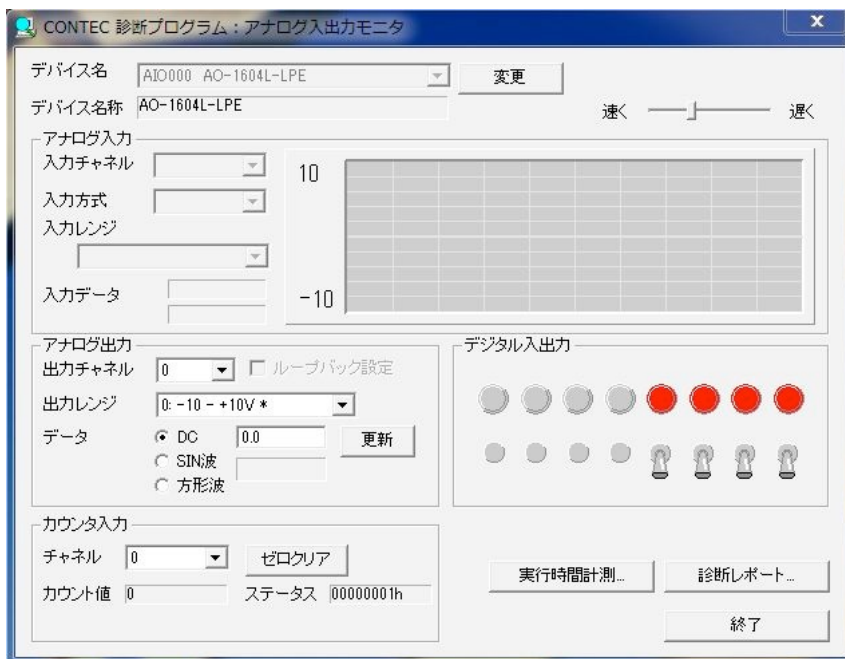 CONTEC 診断プログラム：アナログ入出力モニタ
デバイス名 AIO000 AO-1604L-LPE 変更
デバイス名称 AO-1604L-LPE
速く 遅く
アナログ入力
入力チャネル
入力方式
入力レンジ
入力データ
10
-10
アナログ出力
出力チャネル 0 ループバック設定
出力レンジ 0: -10 - +10V *
データ DC 0.0 更新
SIN波
方形波
デジタル入出力
カウンタ入力
チャネル 0 ゼロクリア
カウント値 0 ステータス 00000001h
実行時間計測... 診断レポート...
終了